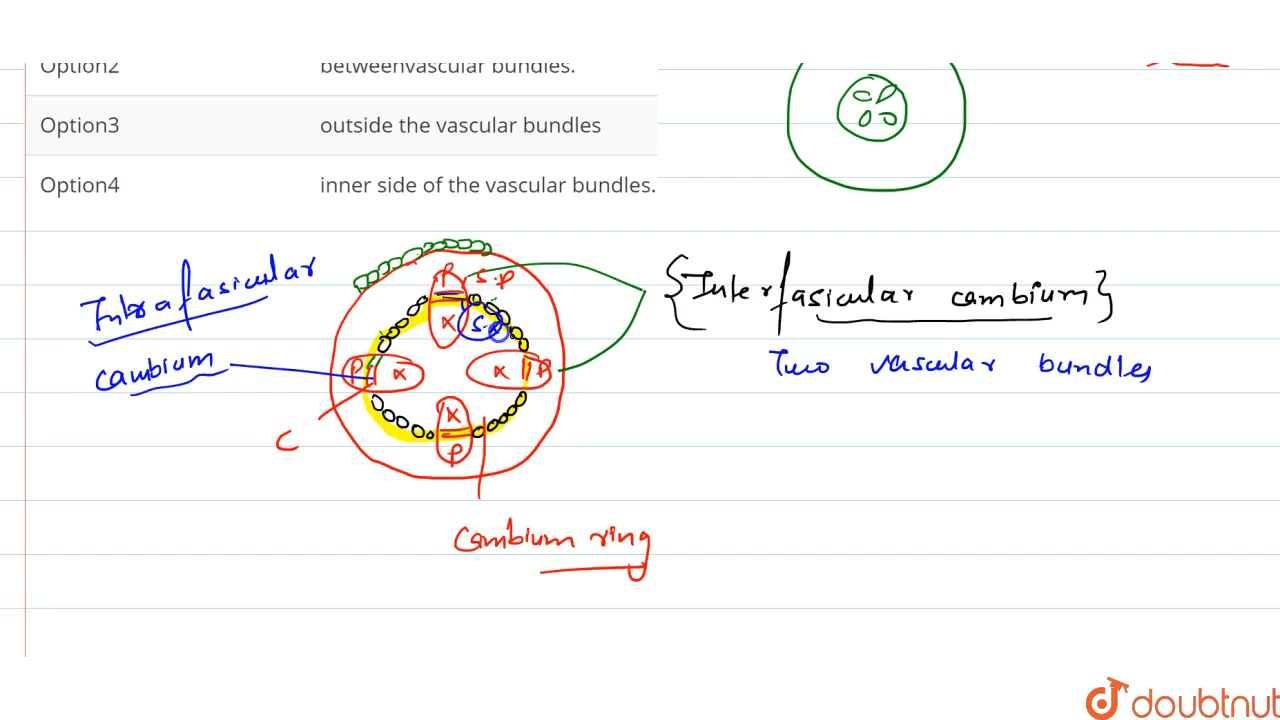 Option2 betweenvascular bundles.
Option3 outside the vascular bundles
Option4 inner side of the vascular bundles.
Intrafasicular
cambium
P S.P
X S.X
P X
X P
X
P
C
{Interfasicular cambium}
Two vascular bundles
Cambium ring
doubtnut